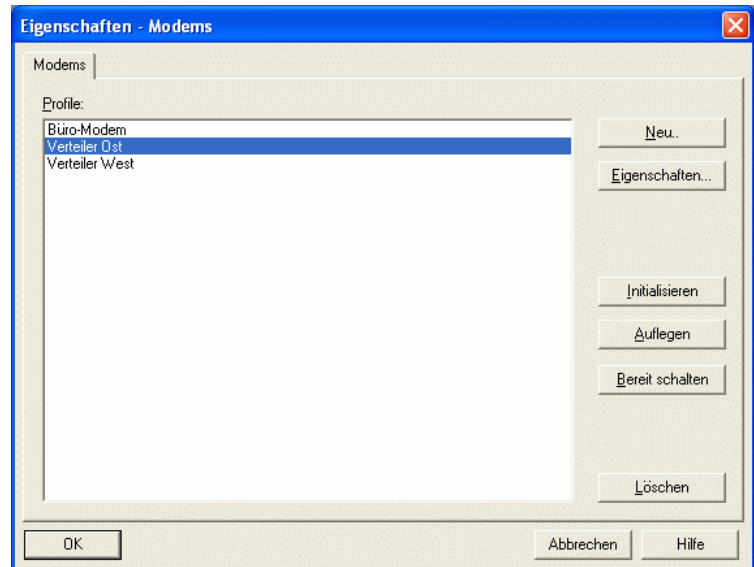 Eigenschaften - Modems
Modems
Profile:
Büro-Modem
Verteiler Ost
Verteiler West
Neu..
Eigenschaften...
Initialisieren
Auflegen
Bereit schalten
Löschen
OK
Abbrechen
Hilfe